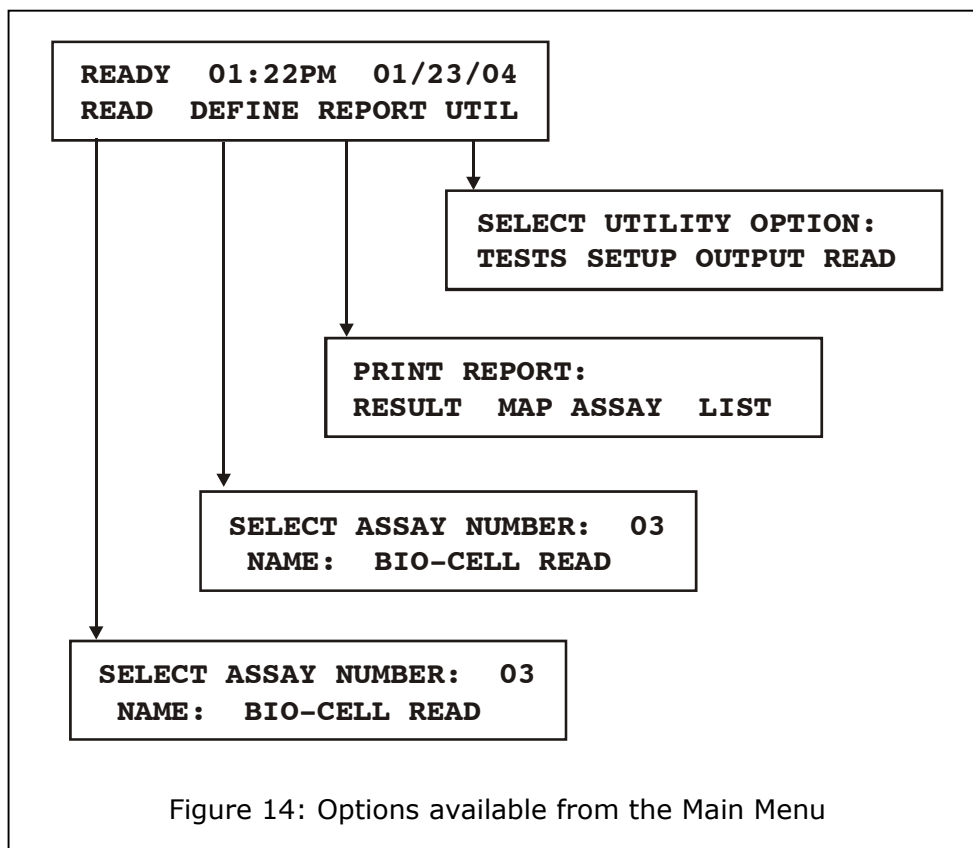 READY 01:22PM 01/23/04
READ DEFINE REPORT UTIL
SELECT UTILITY OPTION:
TESTS SETUP OUTPUT READ
PRINT REPORT:
RESULT MAP ASSAY LIST
SELECT ASSAY NUMBER: 03
NAME: BIO-CELL READ
SELECT ASSAY NUMBER: 03
NAME: BIO-CELL READ
Figure 14: Options available from the Main Menu